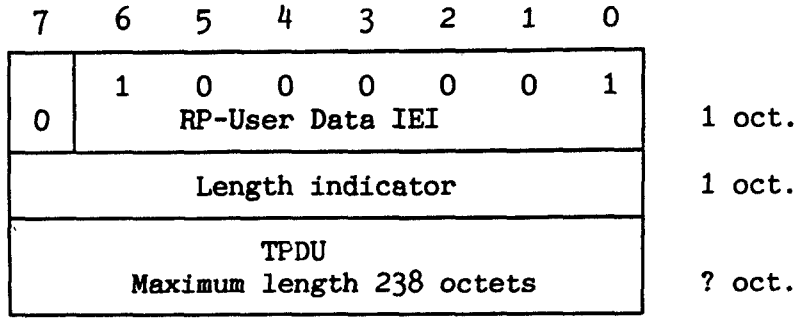 7 6 5 4 3 2 1 0
1 0 0 0 0 0 1
0 RP-User Data IEI 1 oct.
Length indicator 1 oct.
TPDU
Maximum length 238 octets ? oct.